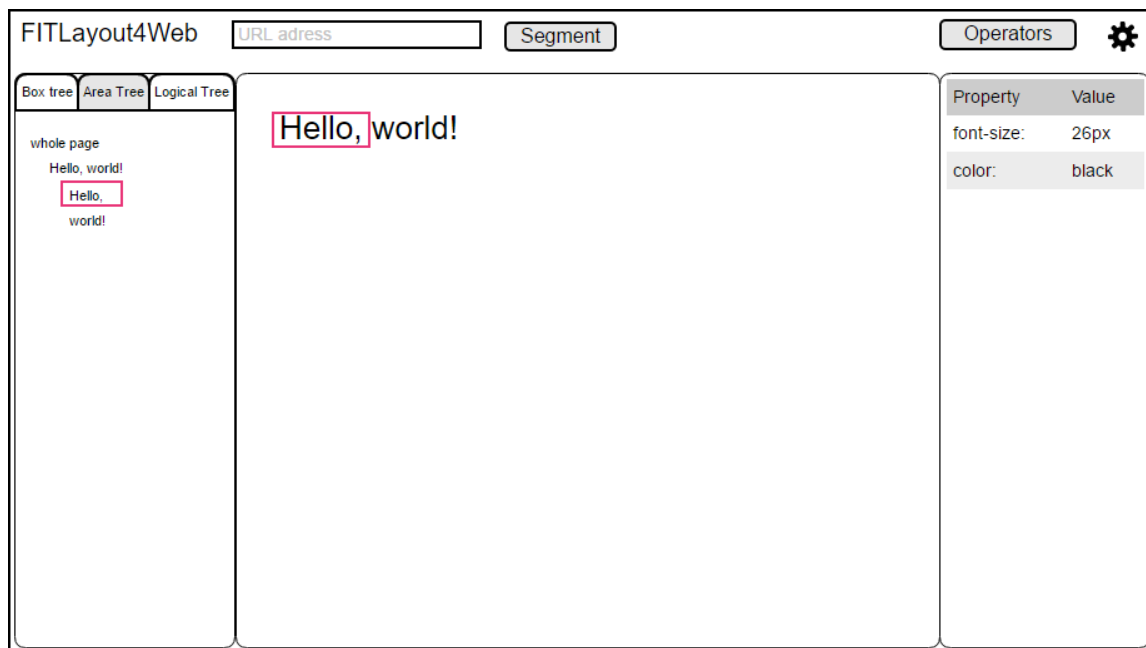 FITLayout4Web
URL adress
Segment
Operators
Box tree
Area Tree
Logical Tree
whole page
Hello, world!
Hello,
world!
Hello, world!
Property Value
font-size: 26px
color: black